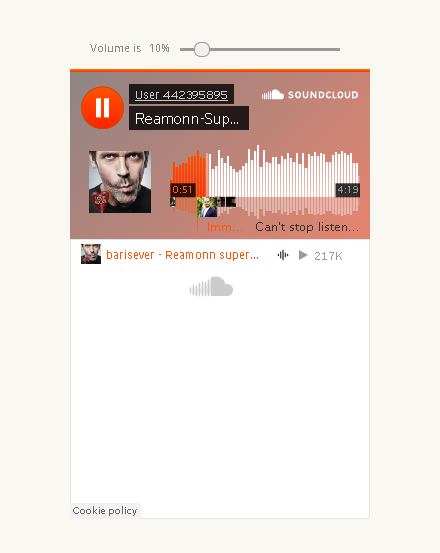 Volume is 10%
User 442395895
SOUNDCLOUD
Reamonn-Sup...
0:51
4:19
Imm...
Can't stop listen...
barisever - Reamonn super...
217K
Cookie policy